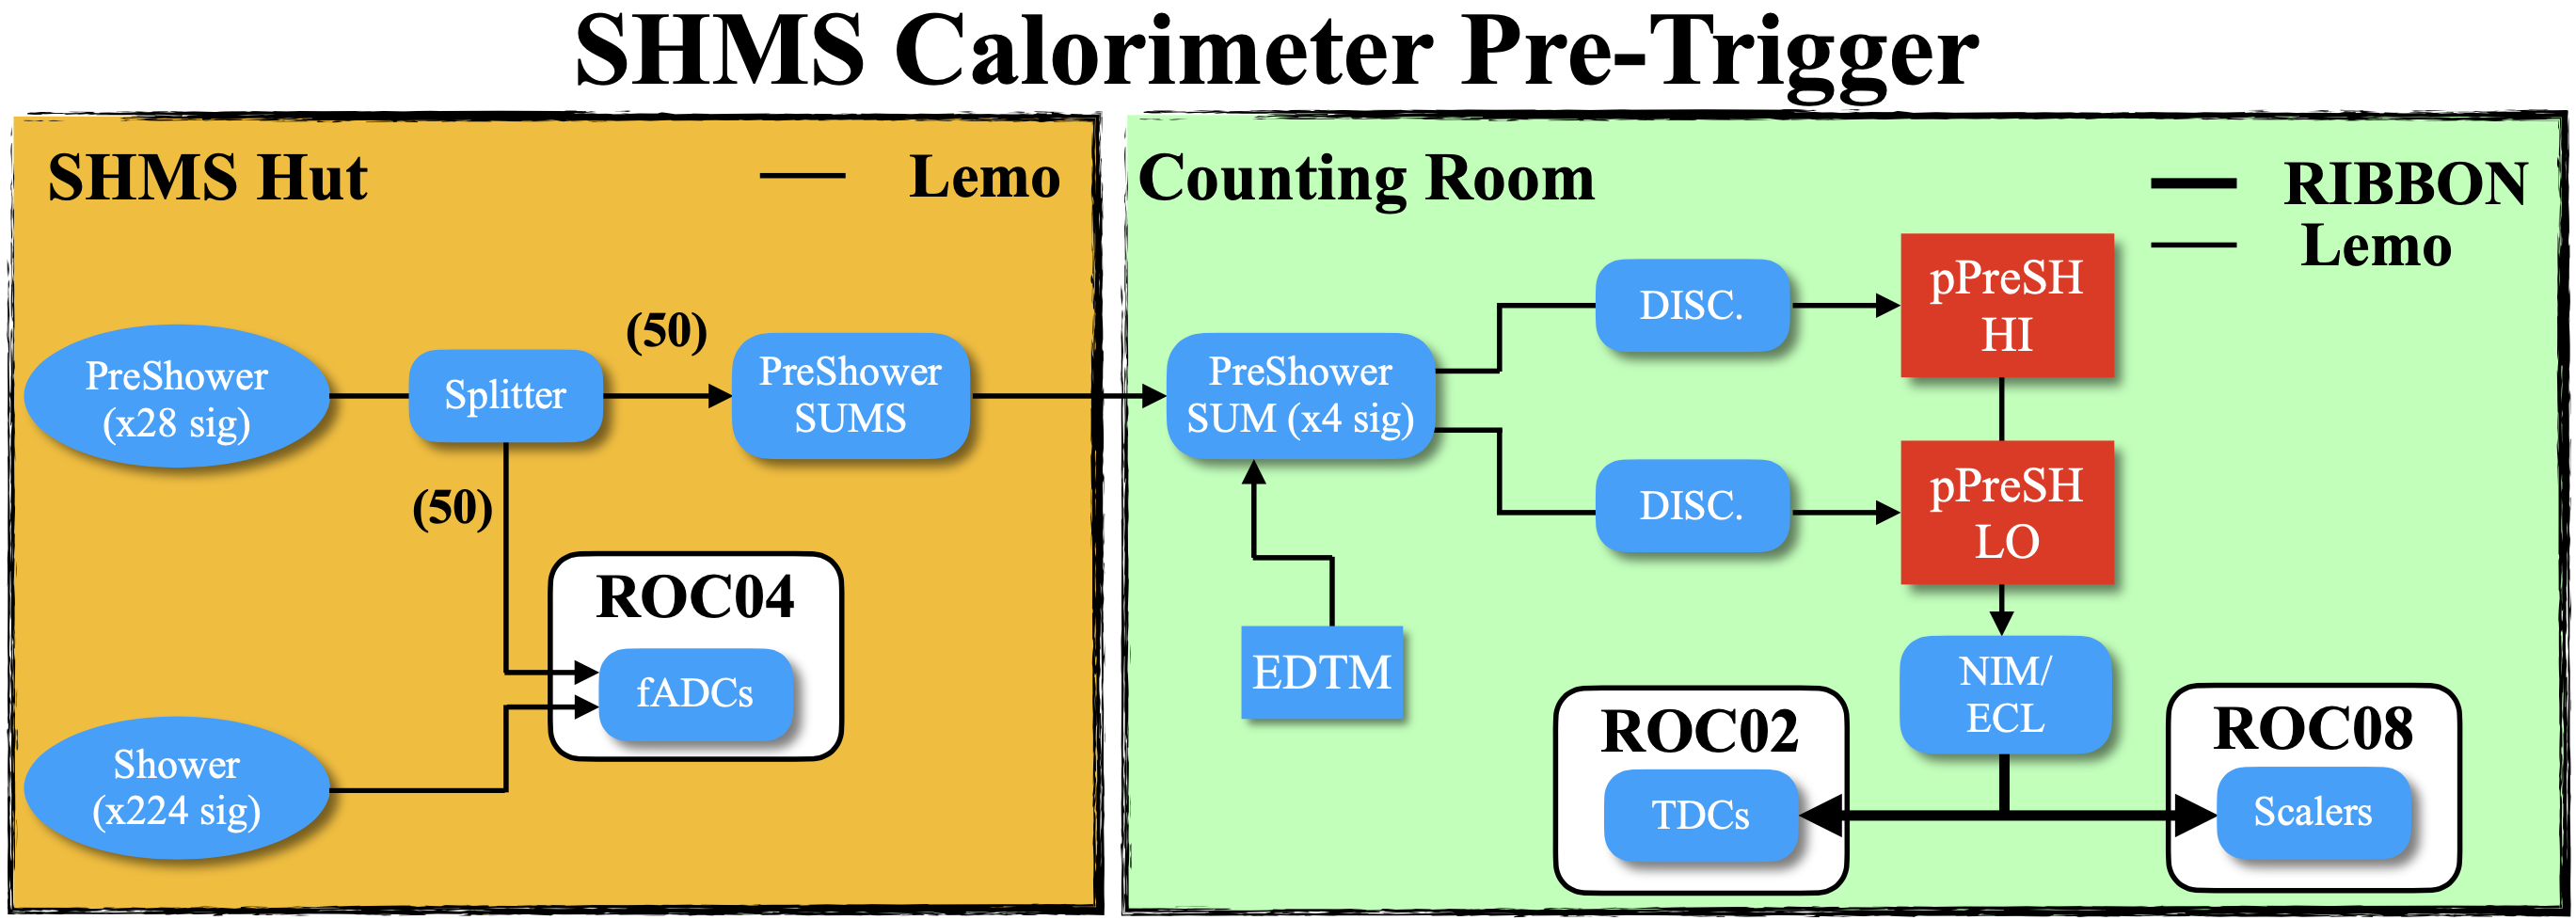 SHMS Calorimeter Pre-Trigger
SHMS Hut
Lemo
PreShower
(x28 sig)
Splitter
(50)
PreShower
SUMS
(50)
ROC04
fADCs
Shower
(x224 sig)
Counting Room
RIBBON
Lemo
PreShower
SUM (x4 sig)
DISC.
pPreSH
HI
DISC.
pPreSH
LO
EDTM
NIM/
ECL
ROC02
TDCs
ROC08
Scalers